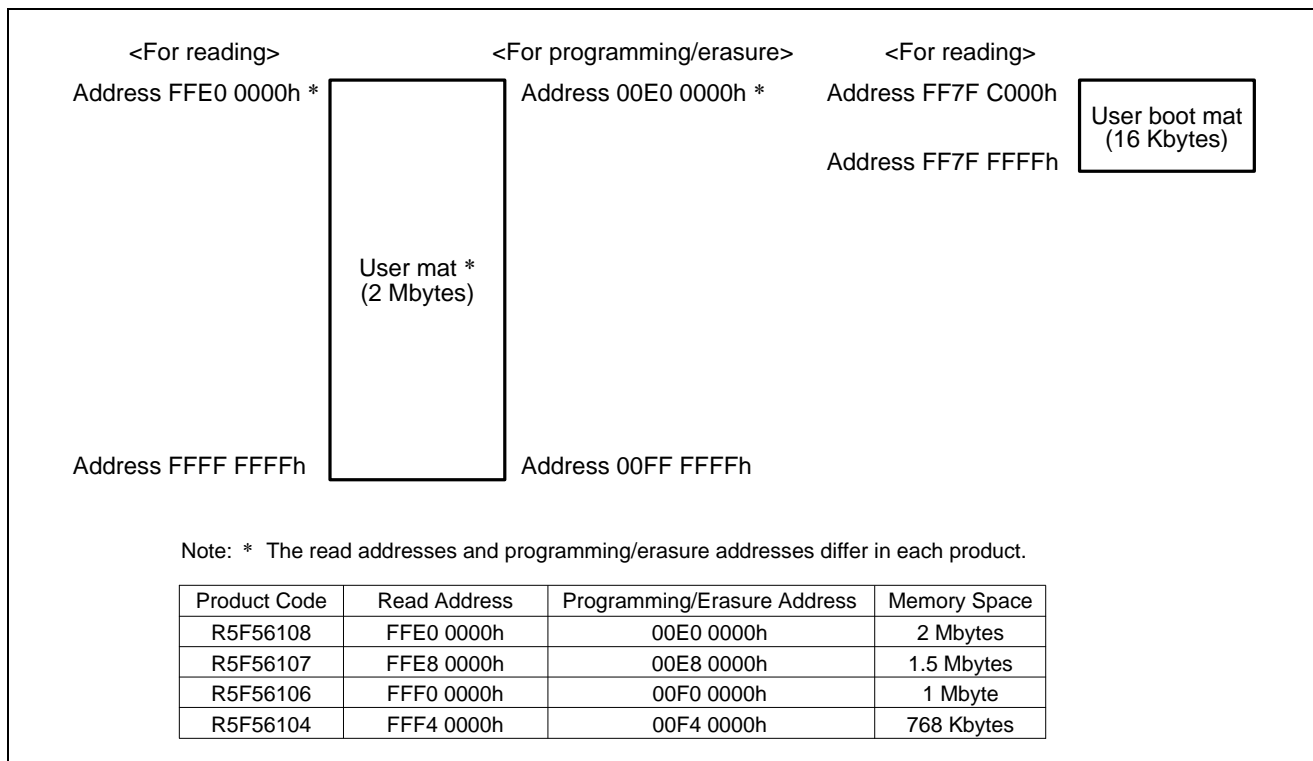 <For reading>
<For programming/erasure>
<For reading>
Address FFE0 0000h *
Address 00E0 0000h *
Address FF7F C000h
User boot mat
(16 Kbytes)
Address FF7F FFFFh
User mat *
(2 Mbytes)
Address FFFF FFFFh
Address 00FF FFFFh
Note: * The read addresses and programming/erasure addresses differ in each product.
Product Code Read Address Programming/Erasure Address Memory Space
R5F56108 FFE0 0000h 00E0 0000h 2 Mbytes
R5F56107 FFE8 0000h 00E8 0000h 1.5 Mbytes
R5F56106 FFF0 0000h 00F0 0000h 1 Mbyte
R5F56104 FFF4 0000h 00F4 0000h 768 Kbytes